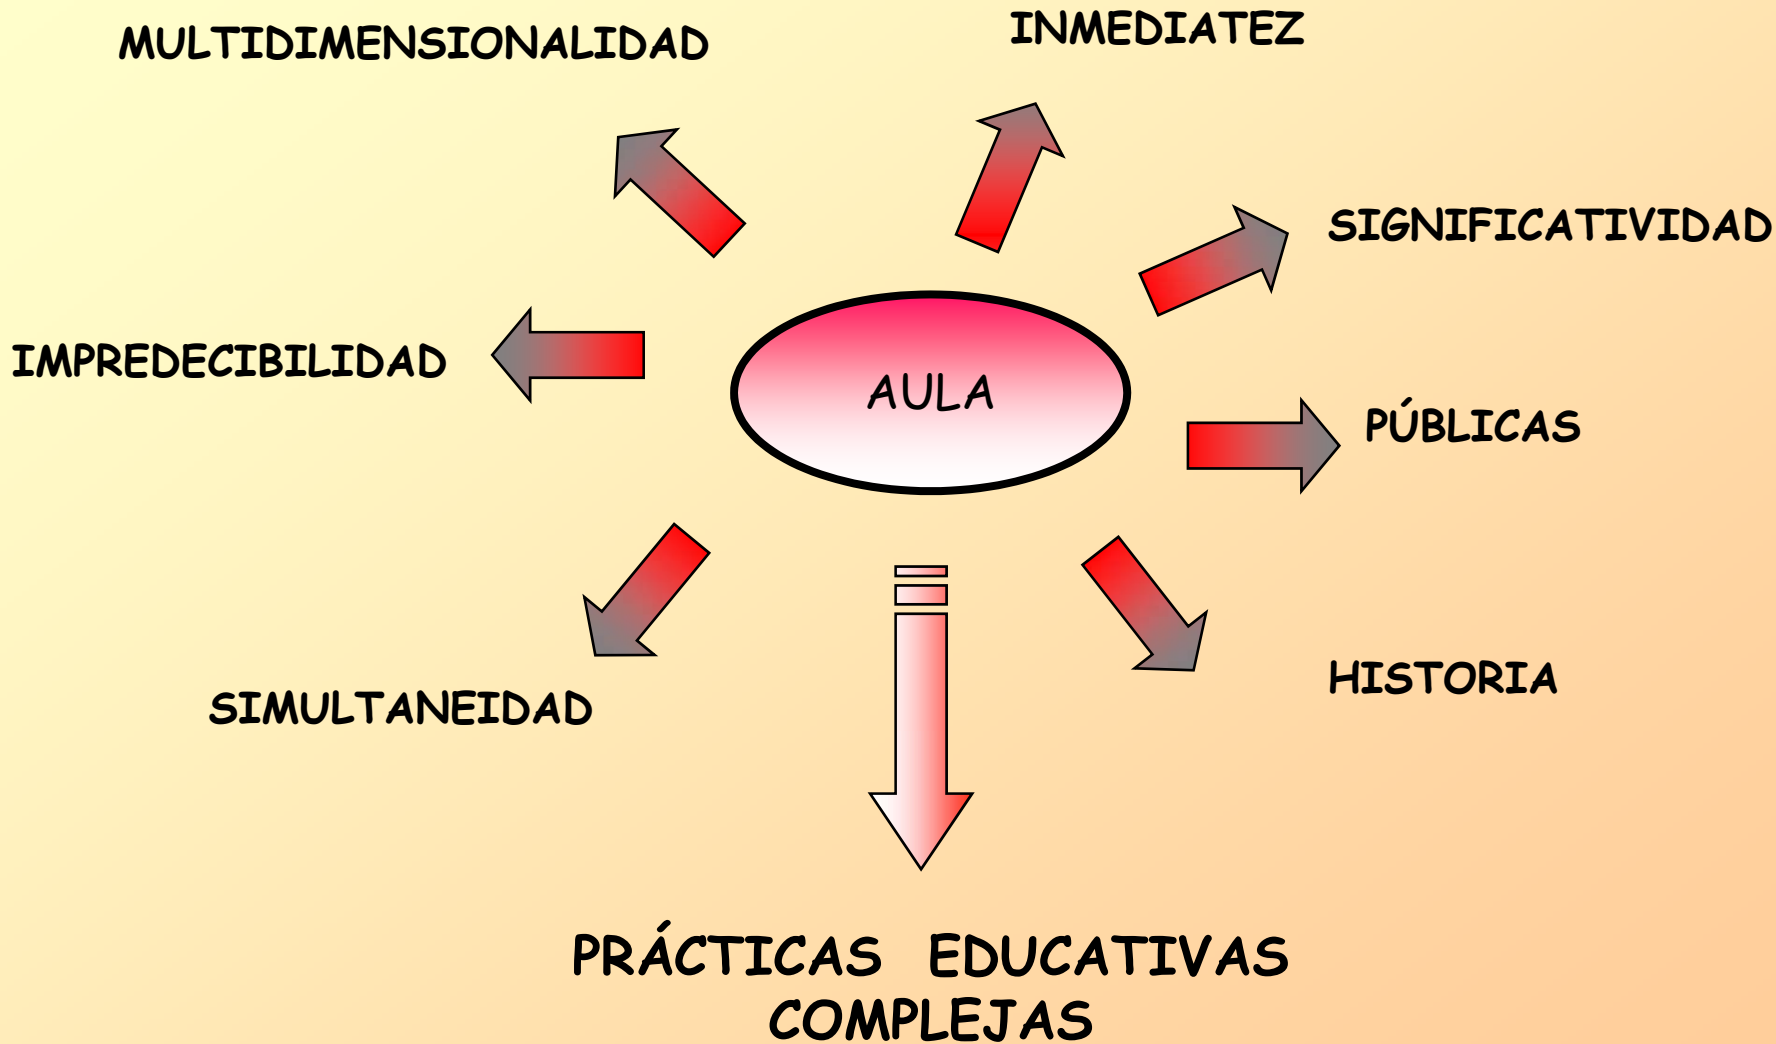 MULTIDIMENSIONALIDAD
INMEDIATEZ
SIGNIFICATIVIDAD
IMPREDECIBILIDAD
AULA
PÚBLICAS
SIMULTANEIDAD
HISTORIA
PRÁCTICAS EDUCATIVAS
COMPLEJAS